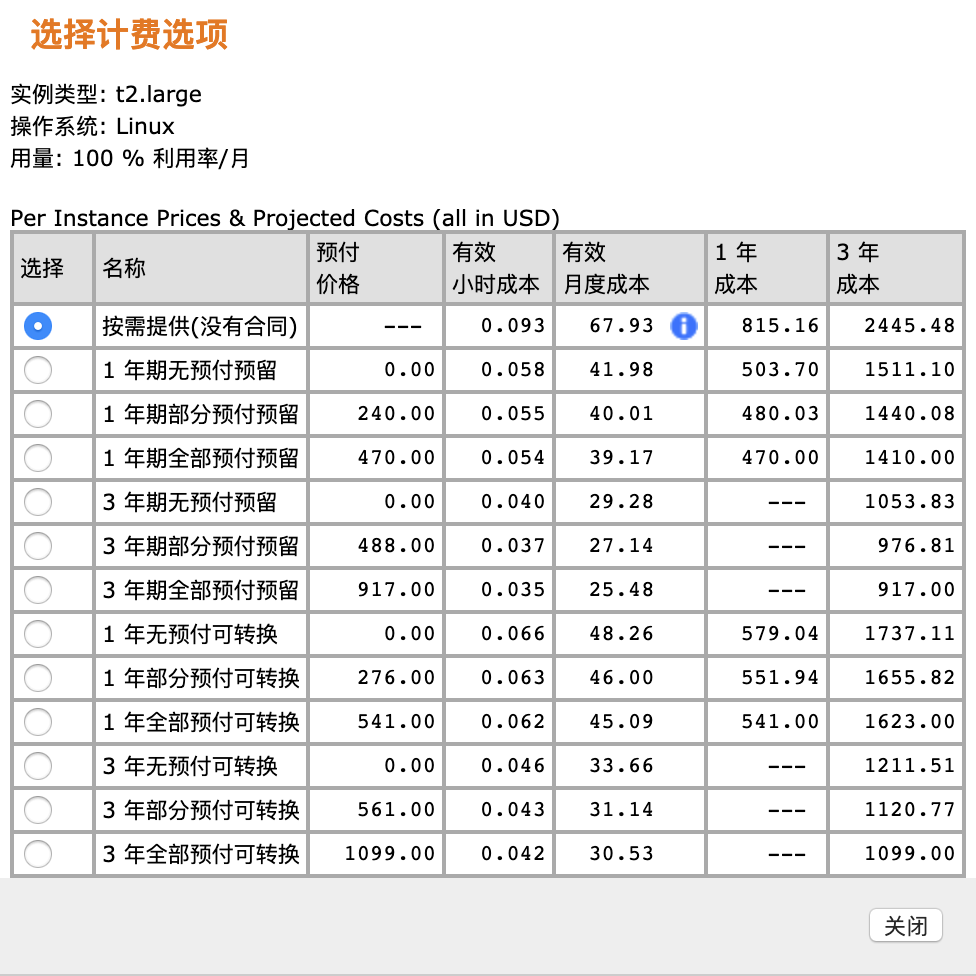 选择计费选项
实例类型: t2.large
操作系统: Linux
用量: 100 % 利用率/月
Per Instance Prices & Projected Costs (all in USD)
选择 名称 预付 价格 有效 小时成本 有效 月度成本 1 年 成本 3 年 成本
按需提供(没有合同) --- 0.093 67.93 i 815.16 2445.48
1 年期无预付预留 0.00 0.058 41.98 503.70 1511.10
1 年期部分预付预留 240.00 0.055 40.01 480.03 1440.08
1 年期全部预付预留 470.00 0.054 39.17 470.00 1410.00
3 年期无预付预留 0.00 0.040 29.28 --- 1053.83
3 年期部分预付预留 488.00 0.037 27.14 --- 976.81
3 年期全部预付预留 917.00 0.035 25.48 --- 917.00
1 年无预付可转换 0.00 0.066 48.26 579.04 1737.11
1 年部分预付可转换 276.00 0.063 46.00 551.94 1655.82
1 年全部预付可转换 541.00 0.062 45.09 541.00 1623.00
3 年无预付可转换 0.00 0.046 33.66 --- 1211.51
3 年部分预付可转换 561.00 0.043 31.14 --- 1120.77
3 年全部预付可转换 1099.00 0.042 30.53 --- 1099.00
关闭